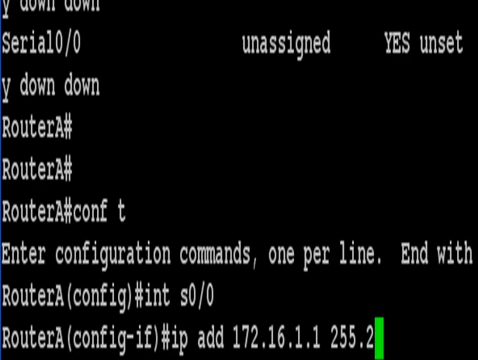 y down down
Serial0/0 unassigned YES unset
y down down
RouterA#
RouterA#
RouterA#conf t
Enter configuration commands, one per line. End with
RouterA(config)#int s0/0
RouterA(config-if)#ip add 172.16.1.1 255.2